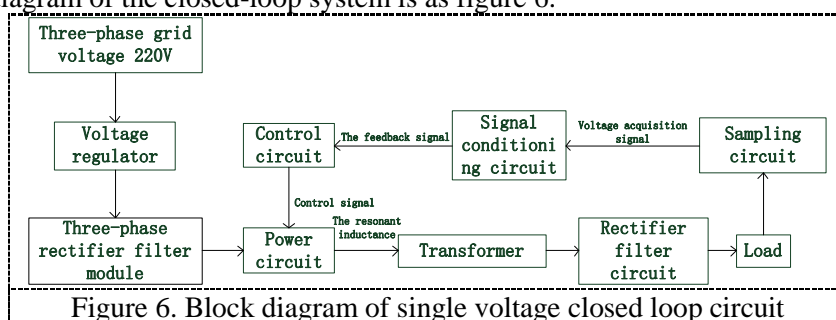 diagram of the closed-loop system is as figure 6.
Three-phase grid
voltage 220V
Voltage
regulator
Three-phase
rectifier filter
module
Control
circuit
The feedback signal
Signal
conditioni
ng circuit
Voltage acquisition
signal
Sampling
circuit
Control signal
The resonant
inductance
Power
circuit
Transformer
Rectifier
filter
circuit
Load
Figure 6. Block diagram of single voltage closed loop circuit